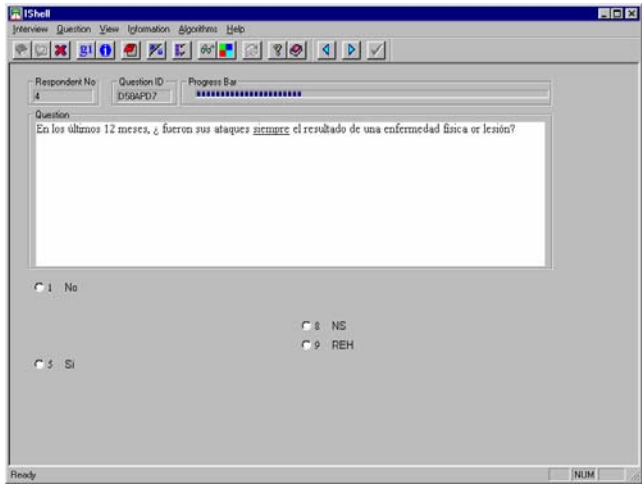 IShell
Interview Question View Information Algorithms Help
gi
Respondent No Question ID Progress Bar
4 D58APD7
Question
En los últimos 12 meses, ¿ fueron sus ataques siempre el resultado de una enfermedad física or lesión?
1 No
8 NS
9 REH
5 Si
Ready NUM